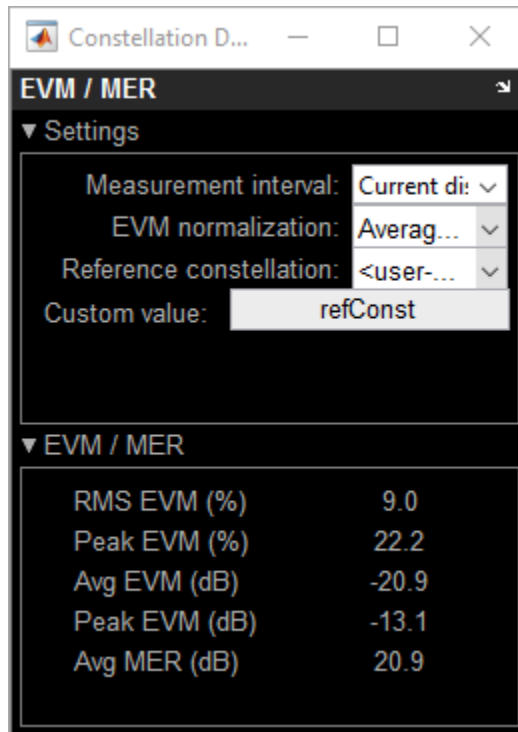 Constellation D...
EVM / MER
▼ Settings
Measurement interval: Current di
EVM normalization: Averag...
Reference constellation: <user-...
Custom value: refConst
▼ EVM / MER
RMS EVM (%) 9.0
Peak EVM (%) 22.2
Avg EVM (dB) -20.9
Peak EVM (dB) -13.1
Avg MER (dB) 20.9